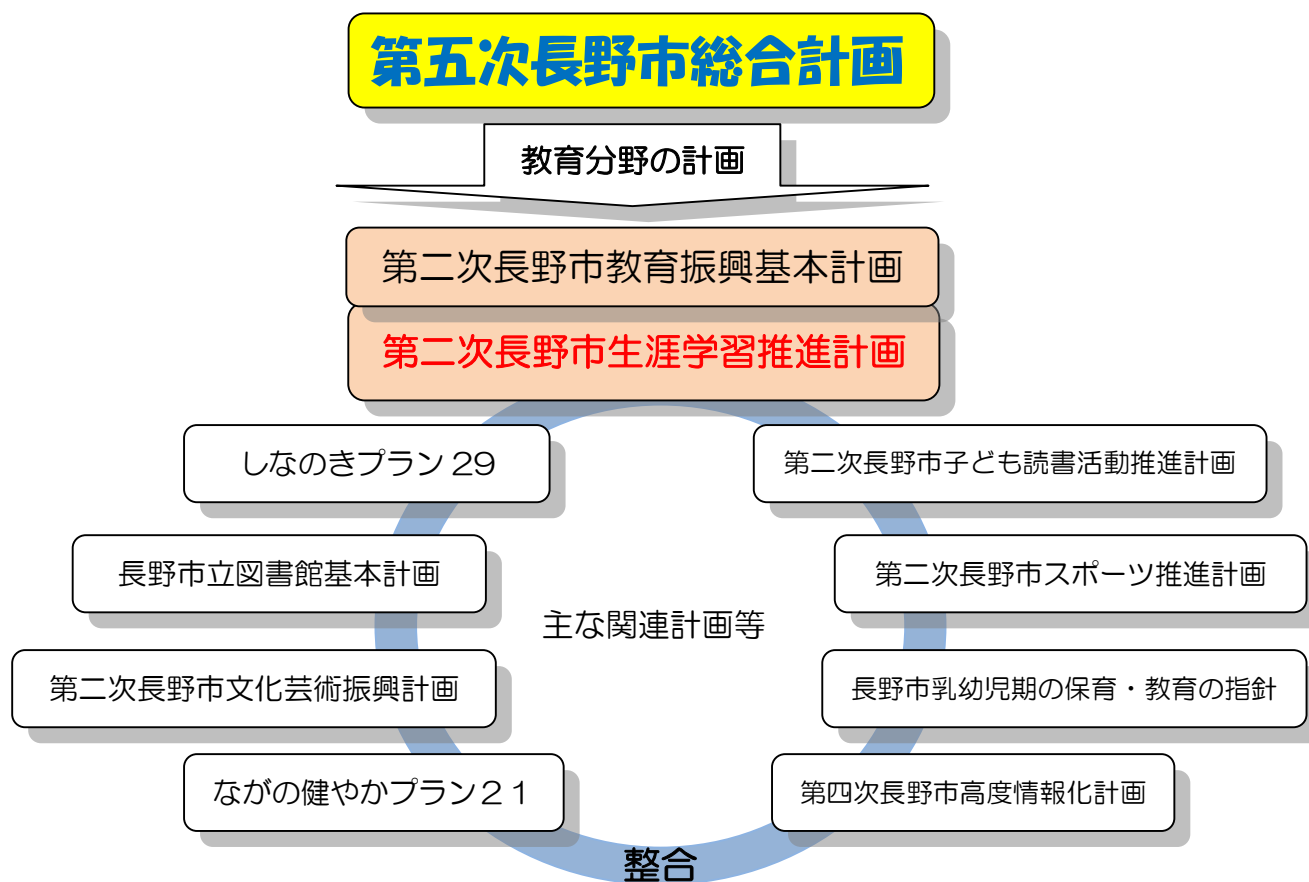 第五次長野市総合計画
教育分野の計画
第二次長野市教育振興基本計画
第二次長野市生涯学習推進計画
しなのきプラン29
第二次長野市子ども読書活動推進計画
長野市立図書館基本計画
第二次長野市スポーツ推進計画
主な関連計画等
第二次長野市文化芸術振興計画
長野市乳幼児期の保育・教育の指針
ながの健やかプラン２１
第四次長野市高度情報化計画
整合